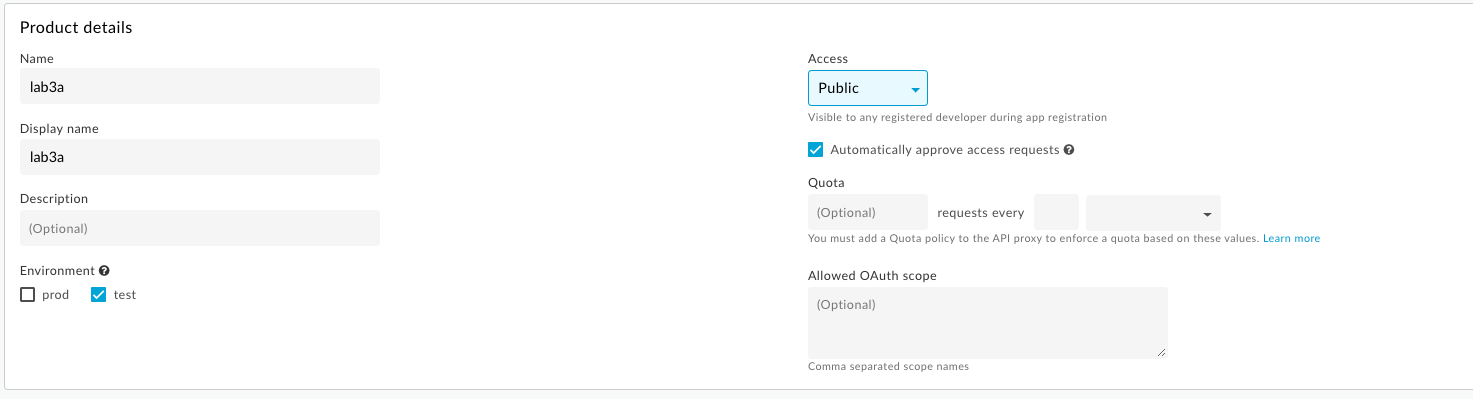 Product details
Name
lab3a
Display name
lab3a
Description
(Optional)
Environment
prod
test
Access
Public
Visible to any registered developer during app registration
Automatically approve access requests
Quota
(Optional) requests every
You must add a Quota policy to the API proxy to enforce a quota based on these values. Learn more
Allowed OAuth scope
(Optional)
Comma separated scope names